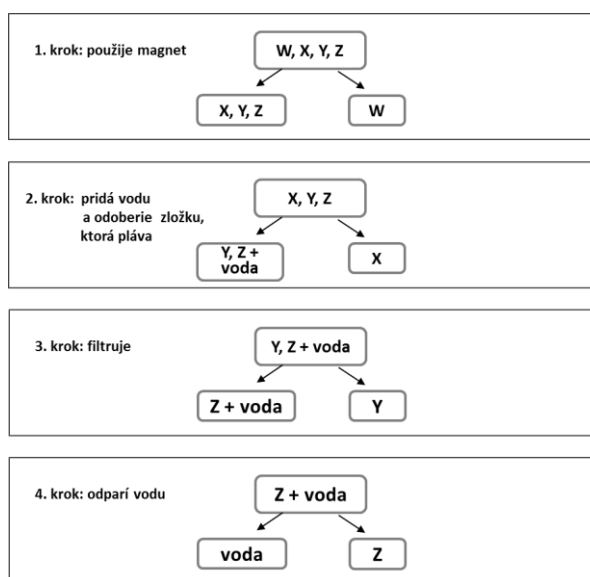 1. krok: použije magnet
W, X, Y, Z
X, Y, Z
W
2. krok: pridá vodu
a odoberie zložku,
ktorá pláva
X, Y, Z
Y, Z +
voda
X
3. krok: filtruje
Y, Z + voda
Z + voda
Y
4. krok: odparí vodu
Z + voda
voda
Z